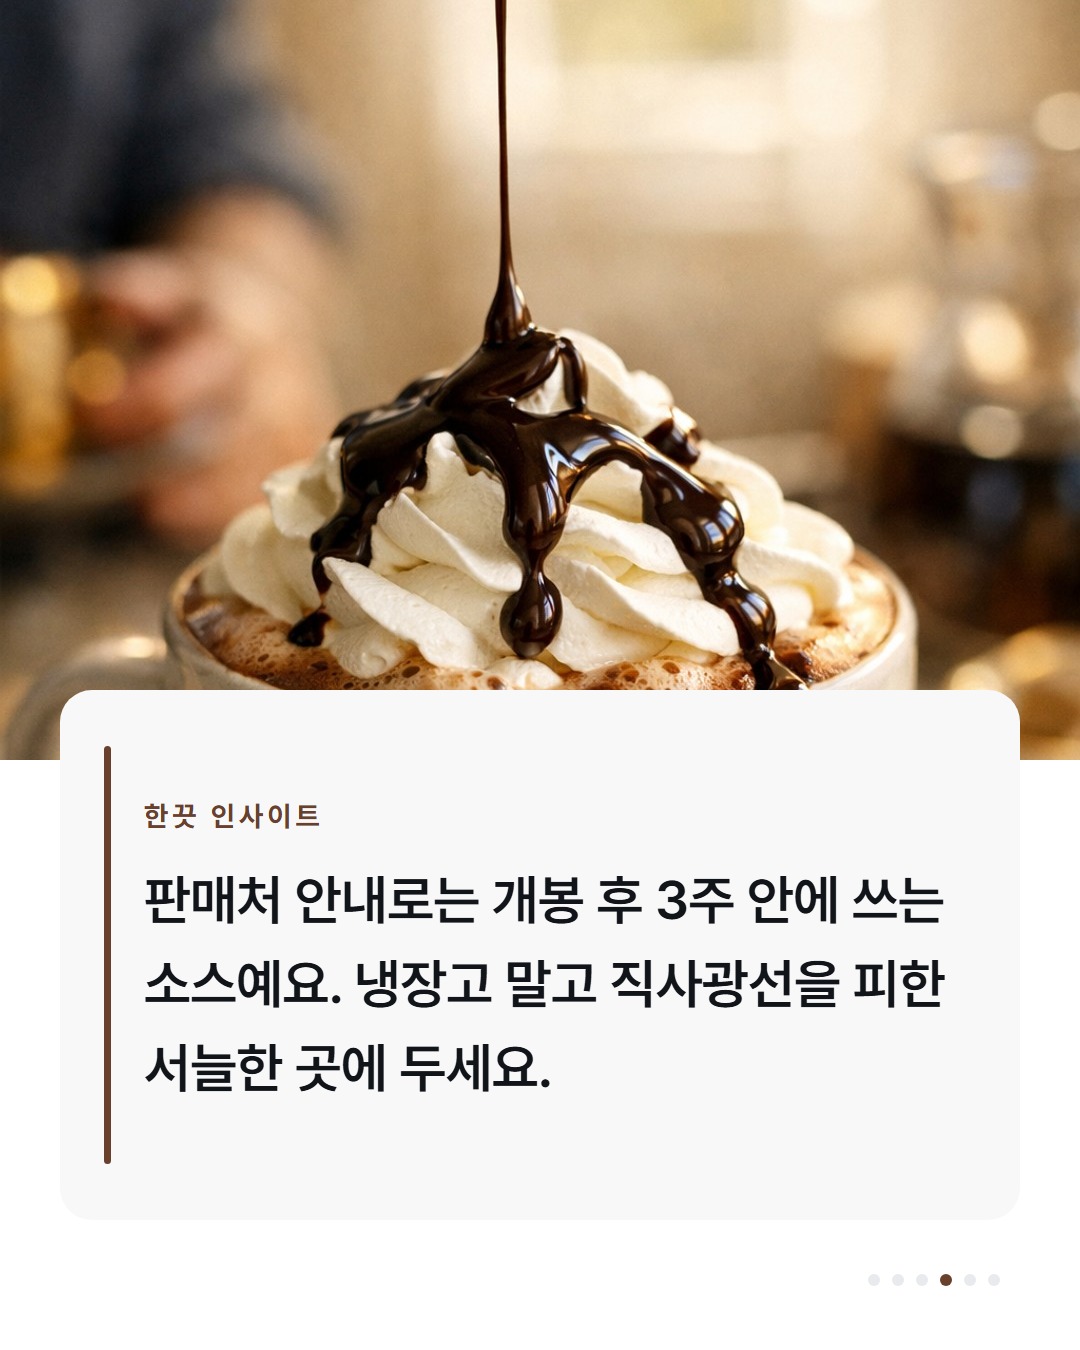 한끗 인사이트
판매처 안내로는 개봉 후 3주 안에 쓰는
소스예요. 냉장고 말고 직사광선을 피한
서늘한 곳에 두세요.